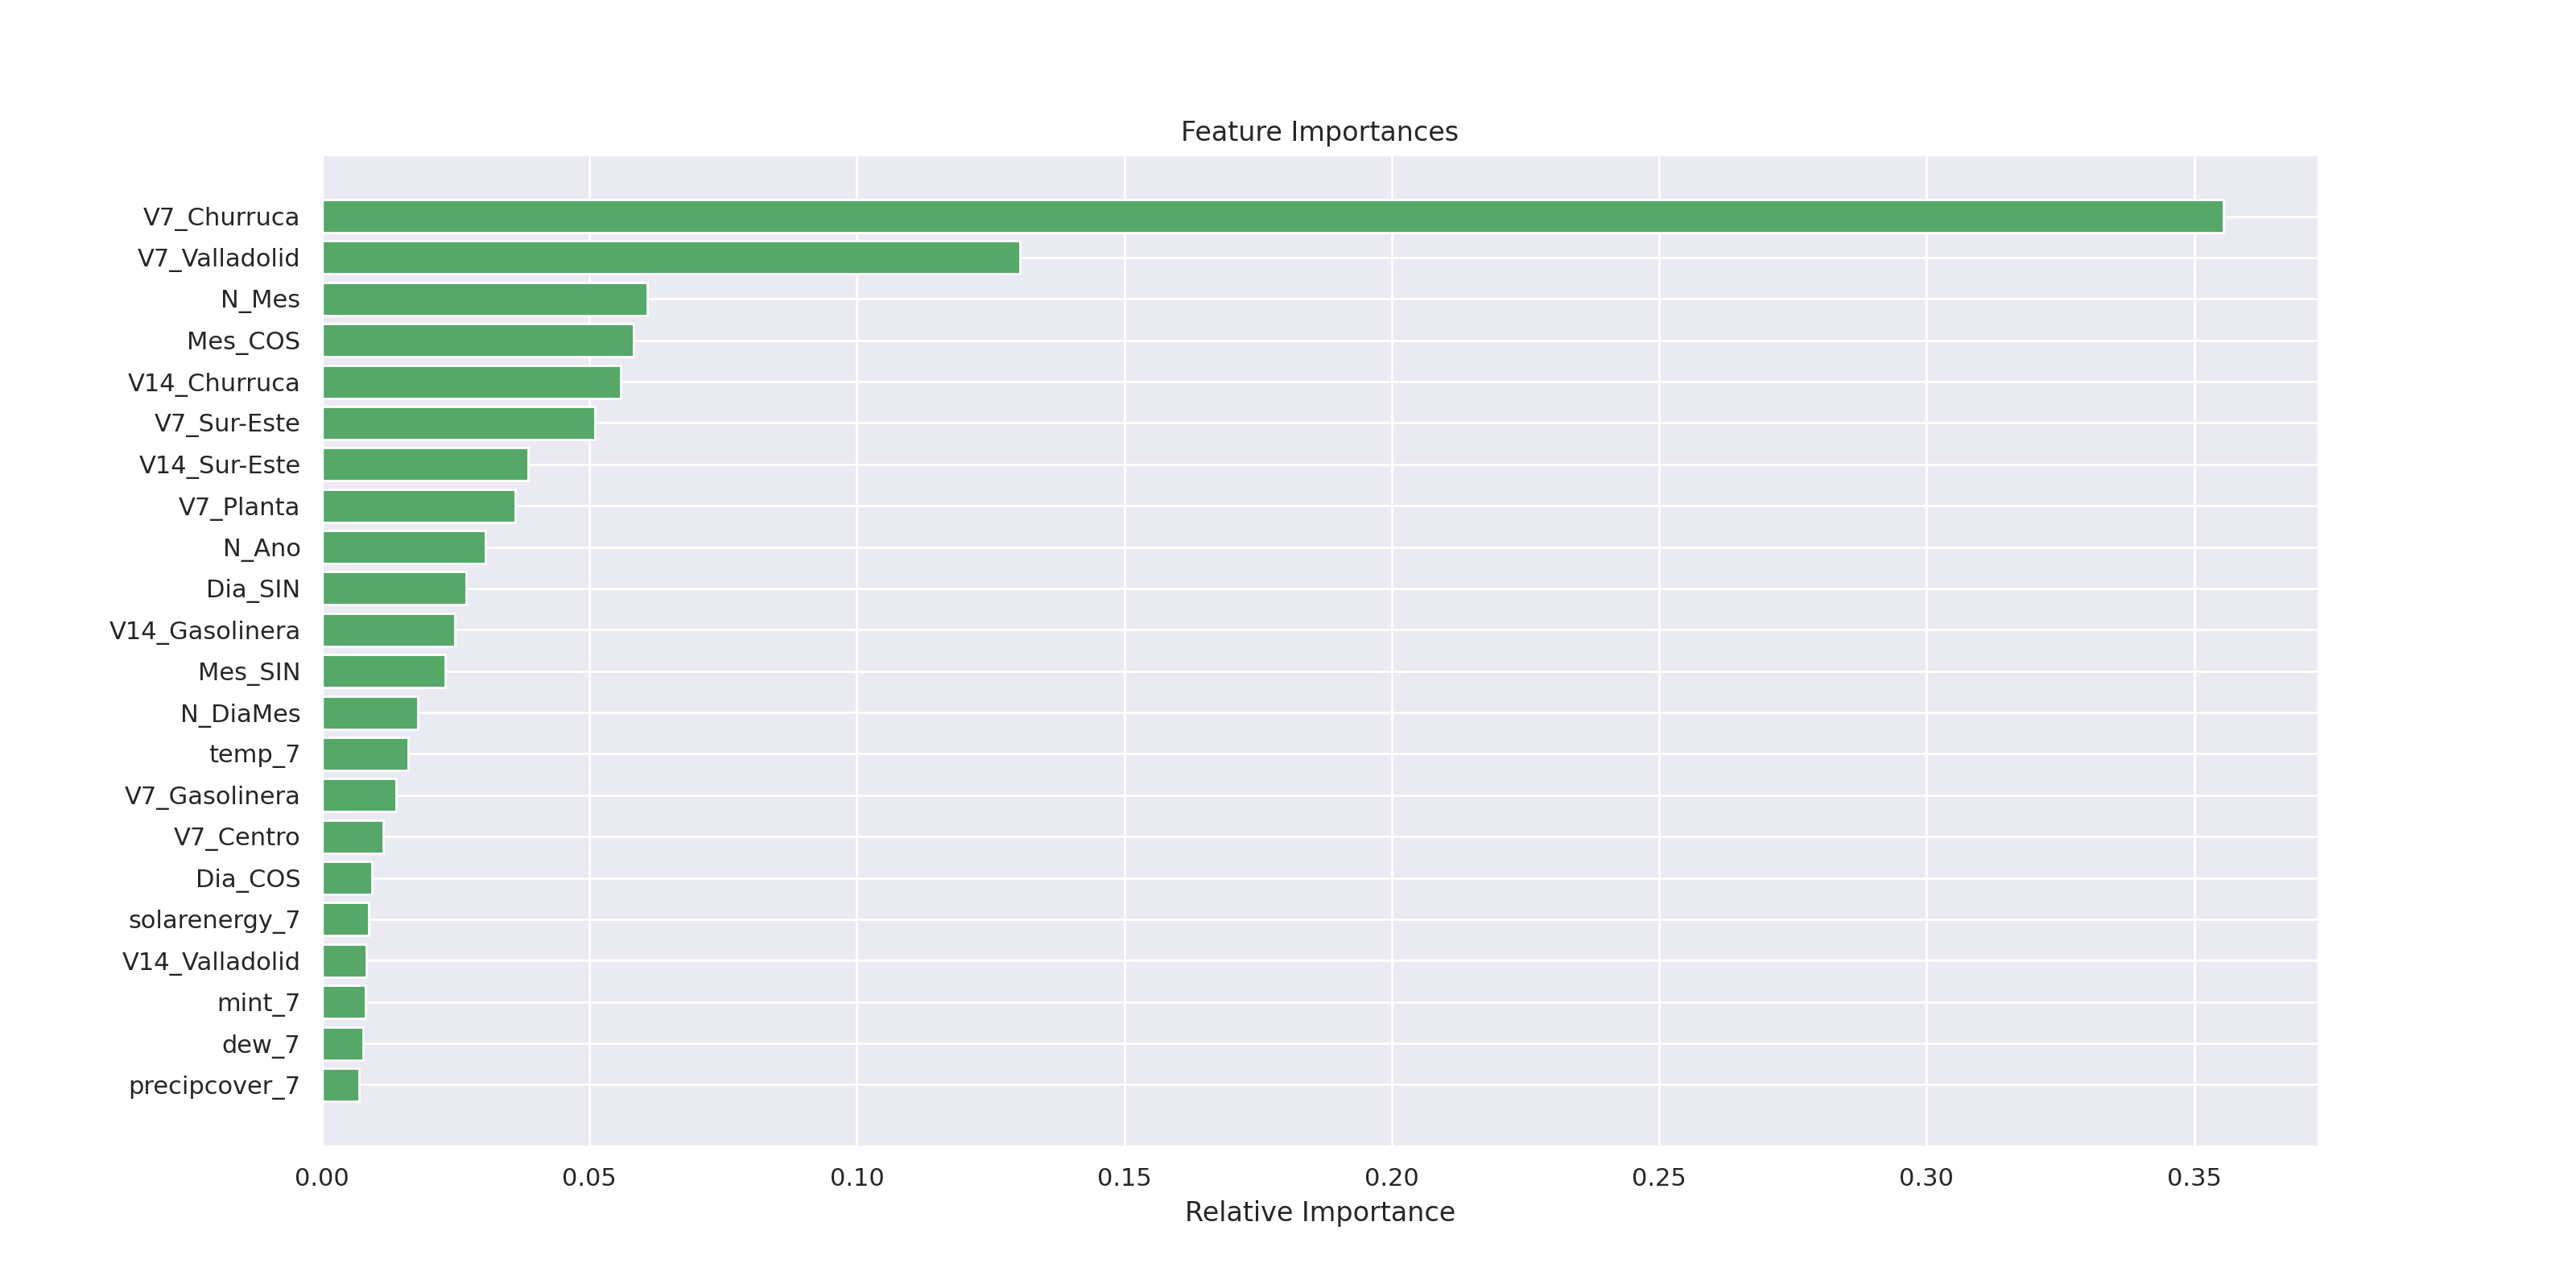 Feature Importances
V7_Churruca
V7_Valladolid
N_Mes
Mes_COS
V14_Churruca
V7_Sur-Este
V14_Sur-Este
V7_Planta
N_Ano
Dia_SIN
V14_Gasolinera
Mes_SIN
N_DiaMes
temp_7
V7_Gasolinera
V7_Centro
Dia_COS
solarenergy_7
V14_Valladolid
mint_7
dew_7
precipcover_7
0.00 0.05 0.10 0.15 0.20 0.25 0.30 0.35
Relative Importance